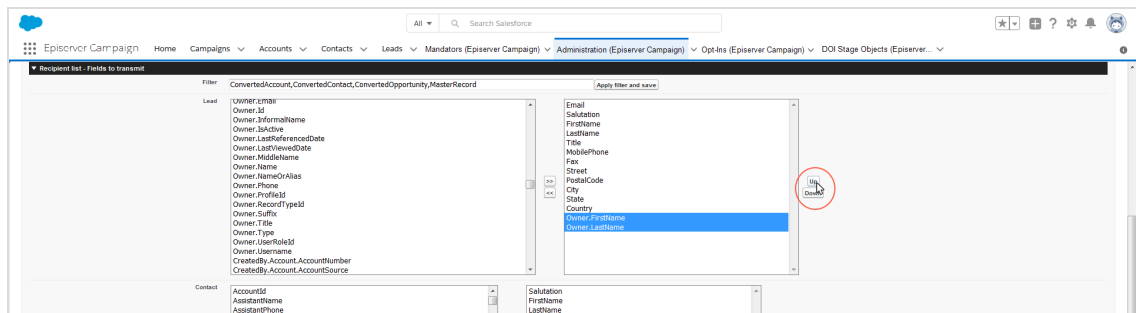 All
Search Salesforce
Episerver Campaign Home Campaigns Accounts Contacts Leads Mandators (Episerver Campaign) Administration (Episerver Campaign) Opt-Ins (Episerver Campaign) DOI Stage Objects (Episerver...
Recipient list - Fields to transmit
Filter ConvertedAccount,ConvertedContact,ConvertedOpportunity,MasterRecord Apply filter and save
Lead
Owner.Email
Owner.Id
Owner.InformalName
Owner.IsActive
Owner.LastReferencedDate
Owner.LastViewedDate
Owner.MiddleName
Owner.Name
Owner.NameOrAlias
Owner.Phone
Owner.ProfileId
Owner.RecordTypeId
Owner.Suffix
Owner.Title
Owner.Type
Owner.UserRoleId
Owner.Username
CreatedBy.Account.AccountNumber
CreatedBy.Account.AccountSource
>>
<<
Email
Salutation
FirstName
LastName
Title
MobilePhone
Fax
Street
PostalCode
City
State
Country
Owner.FirstName
Owner.LastName
Up
Down
Contact
AccountId
AssistantName
AssistantPhone
Salutation
FirstName
LastName